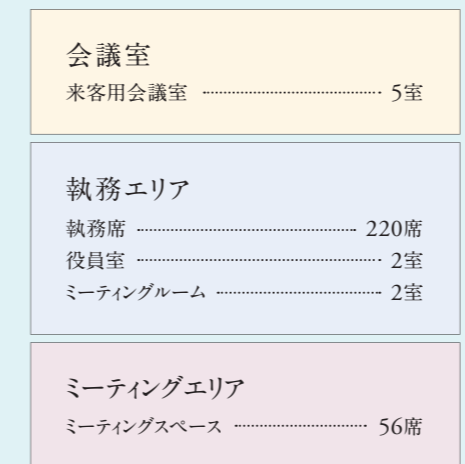 会議室
来客用会議室 5室
執務エリア
執務席 220席
役員室 2室
ミーティングルーム 2室
ミーティングエリア
ミーティングスペース 56席